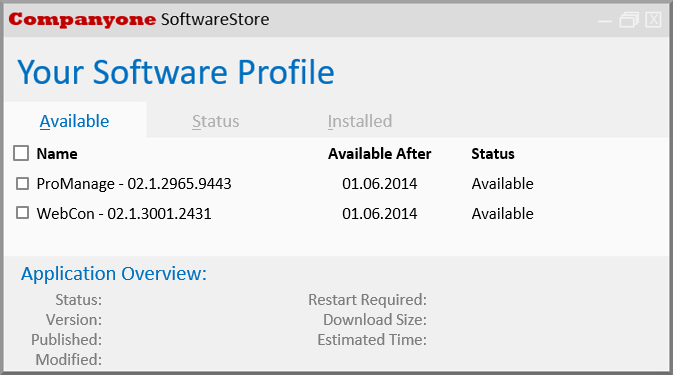 Companyone SoftwareStore
Your Software Profile
Available Status Installed
Name Available After Status
ProManage - 02.1.2965.9443 01.06.2014 Available
WebCon - 02.1.3001.2431 01.06.2014 Available
Application Overview:
Status: Restart Required:
Version: Download Size:
Published: Estimated Time:
Modified: